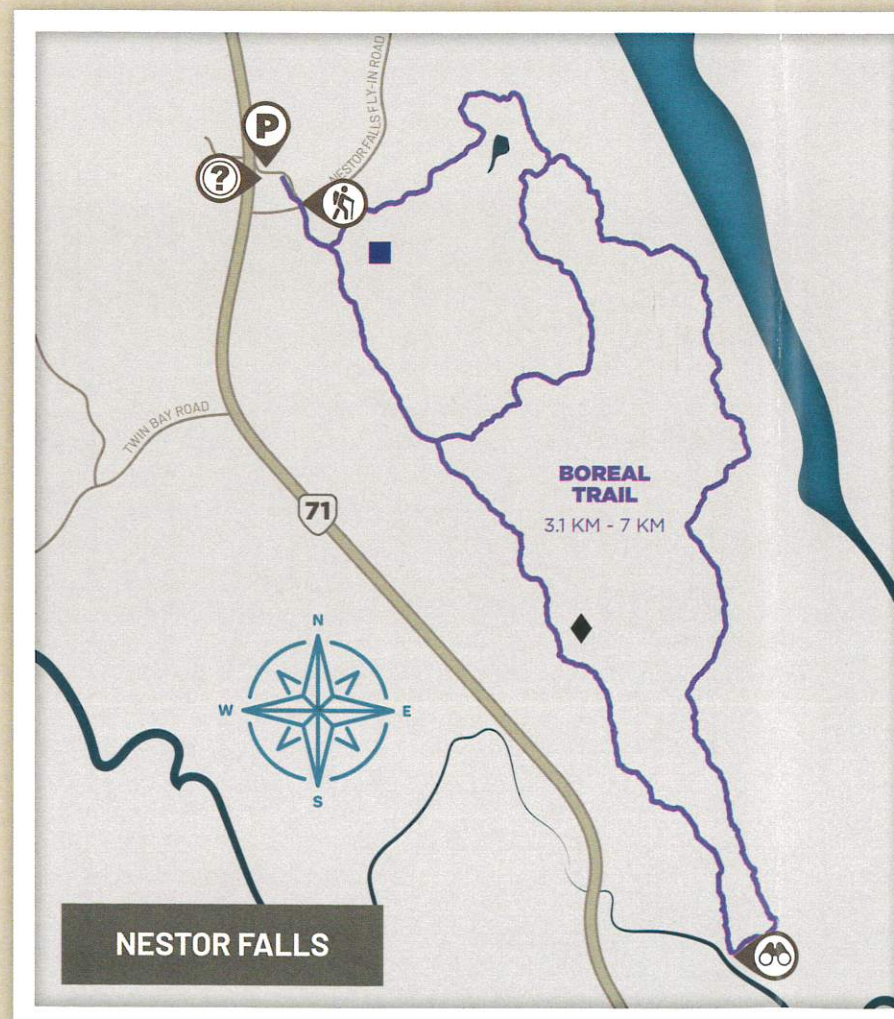 P
?
NESTOR FALLS FLY-IN ROAD
TWIN BAY ROAD
71
BOREAL
TRAIL
3.1 KM - 7 KM
N
W
E
S
NESTOR FALLS